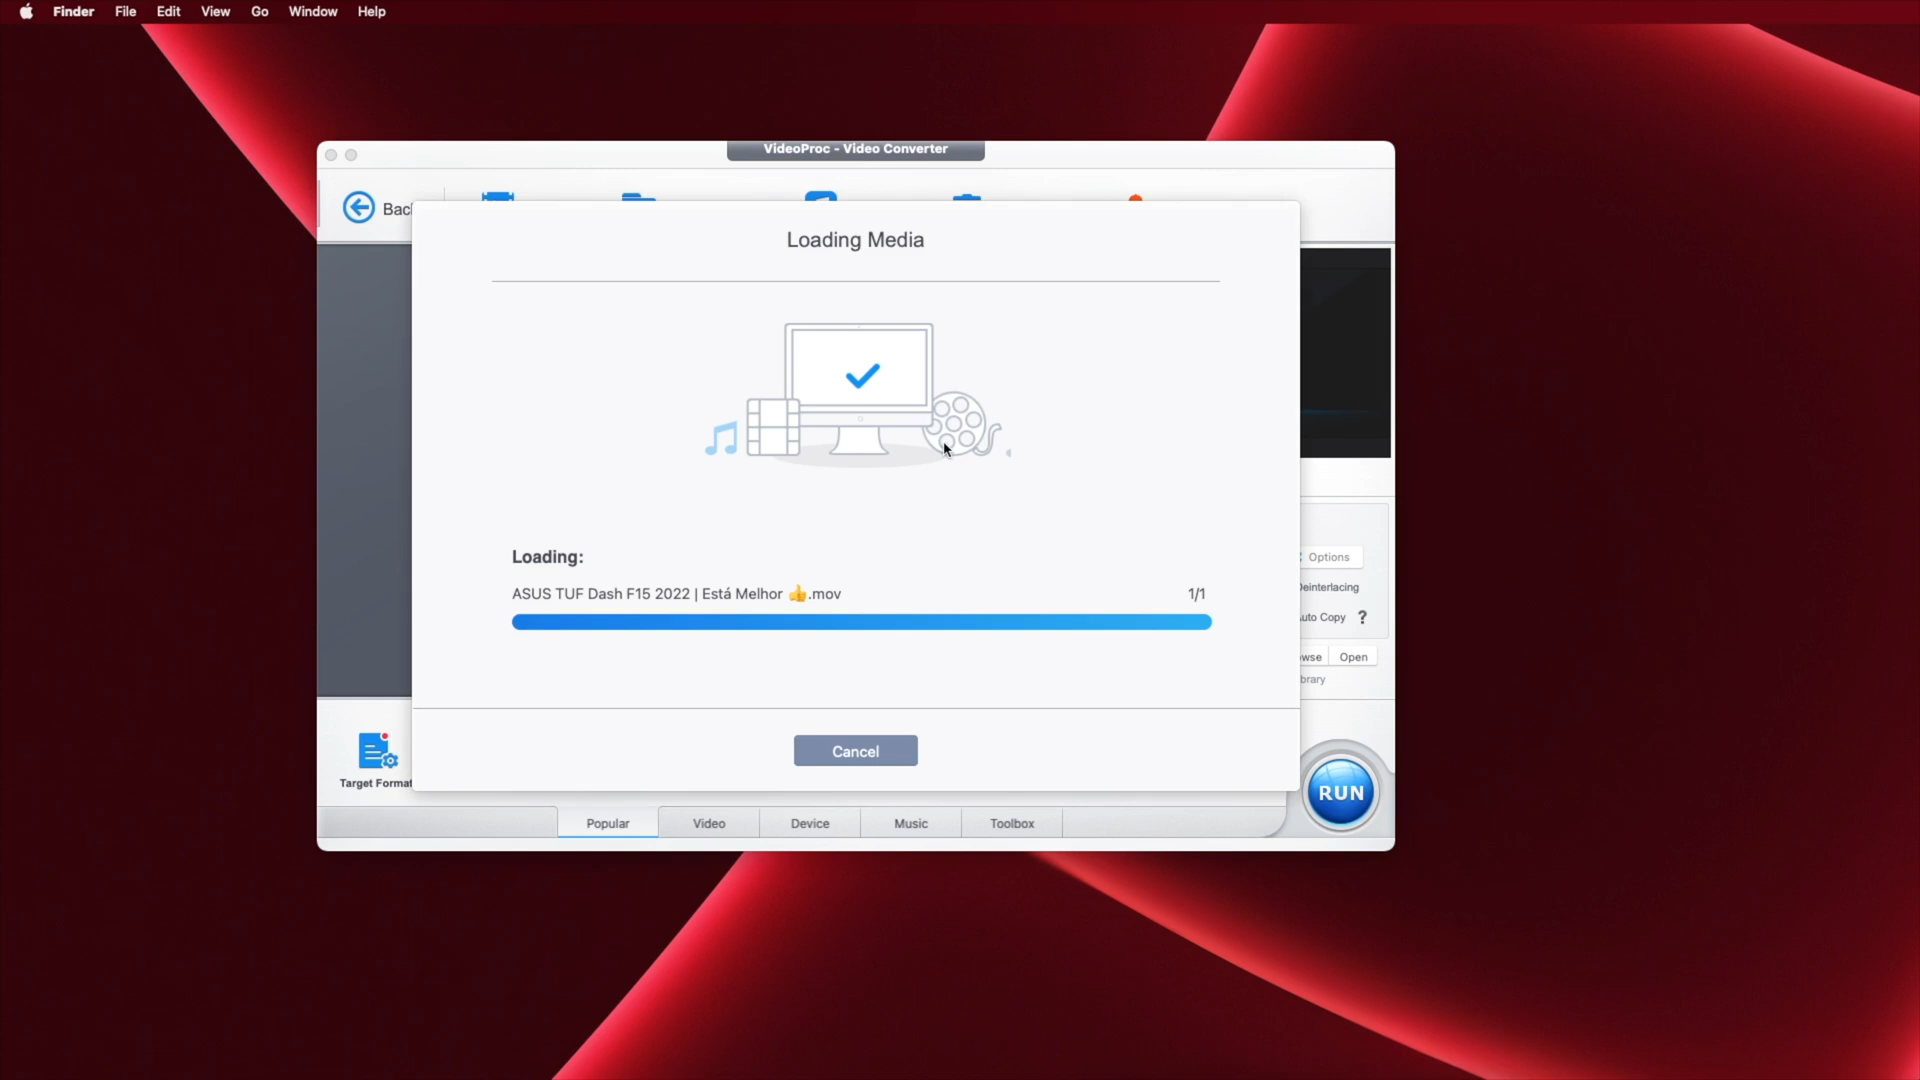 Finder File Edit View Go Window Help
VideoProc - Video Converter
Loading Media
Options
Loading:
ASUS TUF Dash F15 2022 | Está Melhor 👍.mov 1/1
?
Open
Cancel
Target Format
RUN
Popular Video Device Music Toolbox